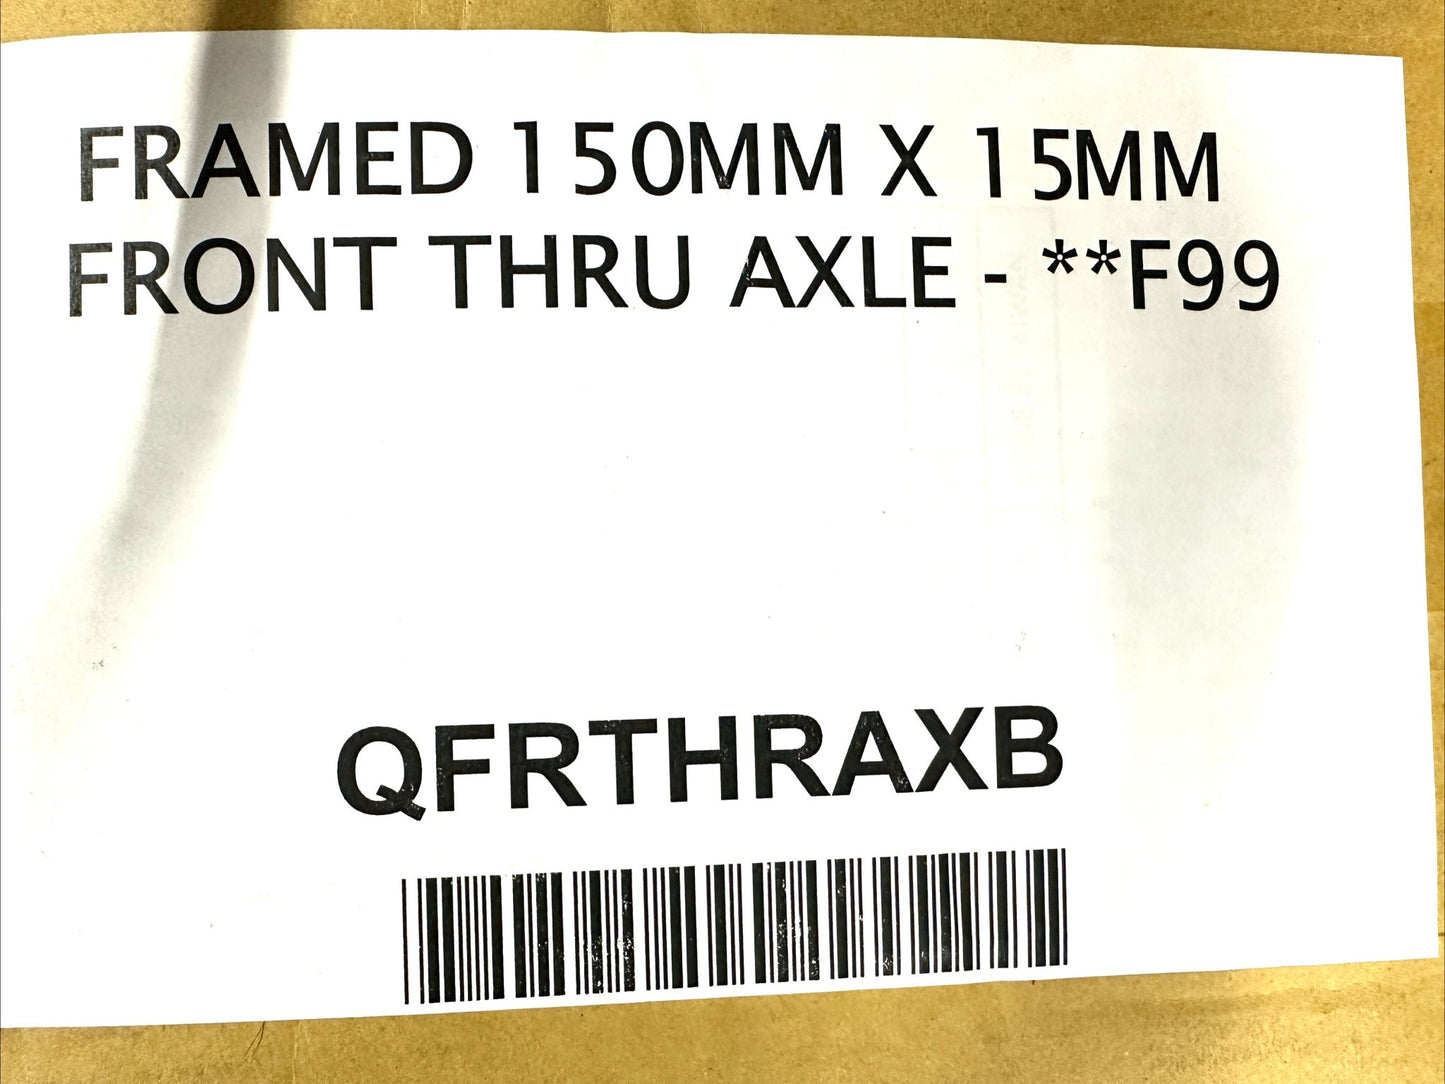 FRAMED 150MM X 15MM
FRONT THRU AXLE - **F99
QFRTHRAXB